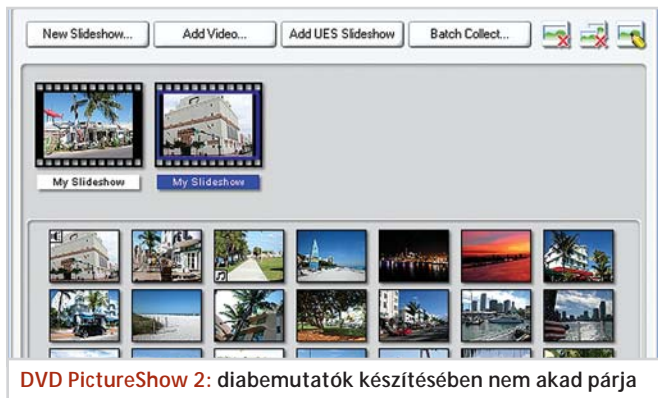 New Slideshow... Add Video... Add UES Slideshow Batch Collect...
My Slideshow My Slideshow
DVD PictureShow 2: diabemutatók készítésében nem akad párja